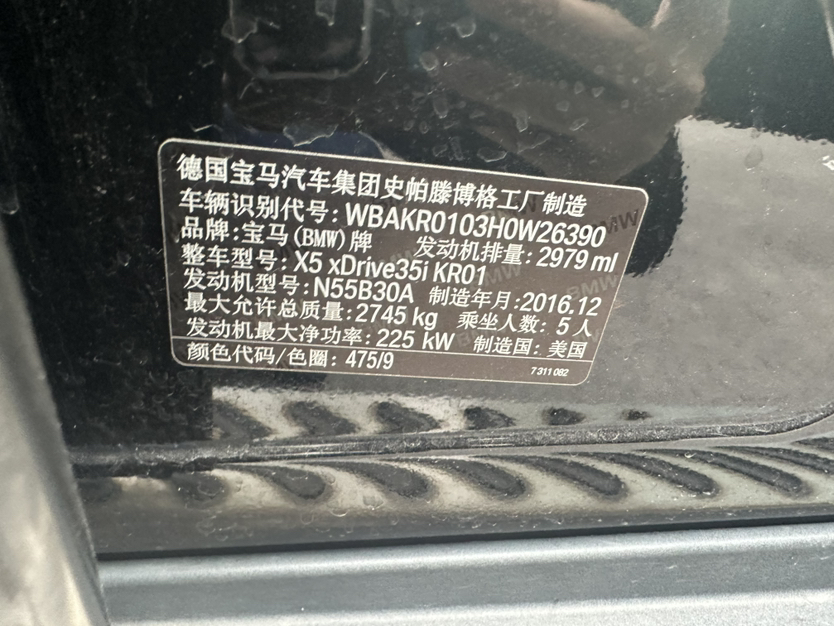 德国宝马汽车集团史帕滕博格工厂制造
车辆识别代号: WBAKR0103H0W26390
品牌: 宝马(BMW)牌 发动机排量: 2979 ml
整车型号: X5 xDrive35i KR01
发动机型号: N55B30A 制造年月: 2016.12
最大允许总质量: 2745 kg 乘坐人数: 5 人
发动机最大净功率: 225 kW 制造国: 美国
颜色代码/色圈: 475/9 7 311 082